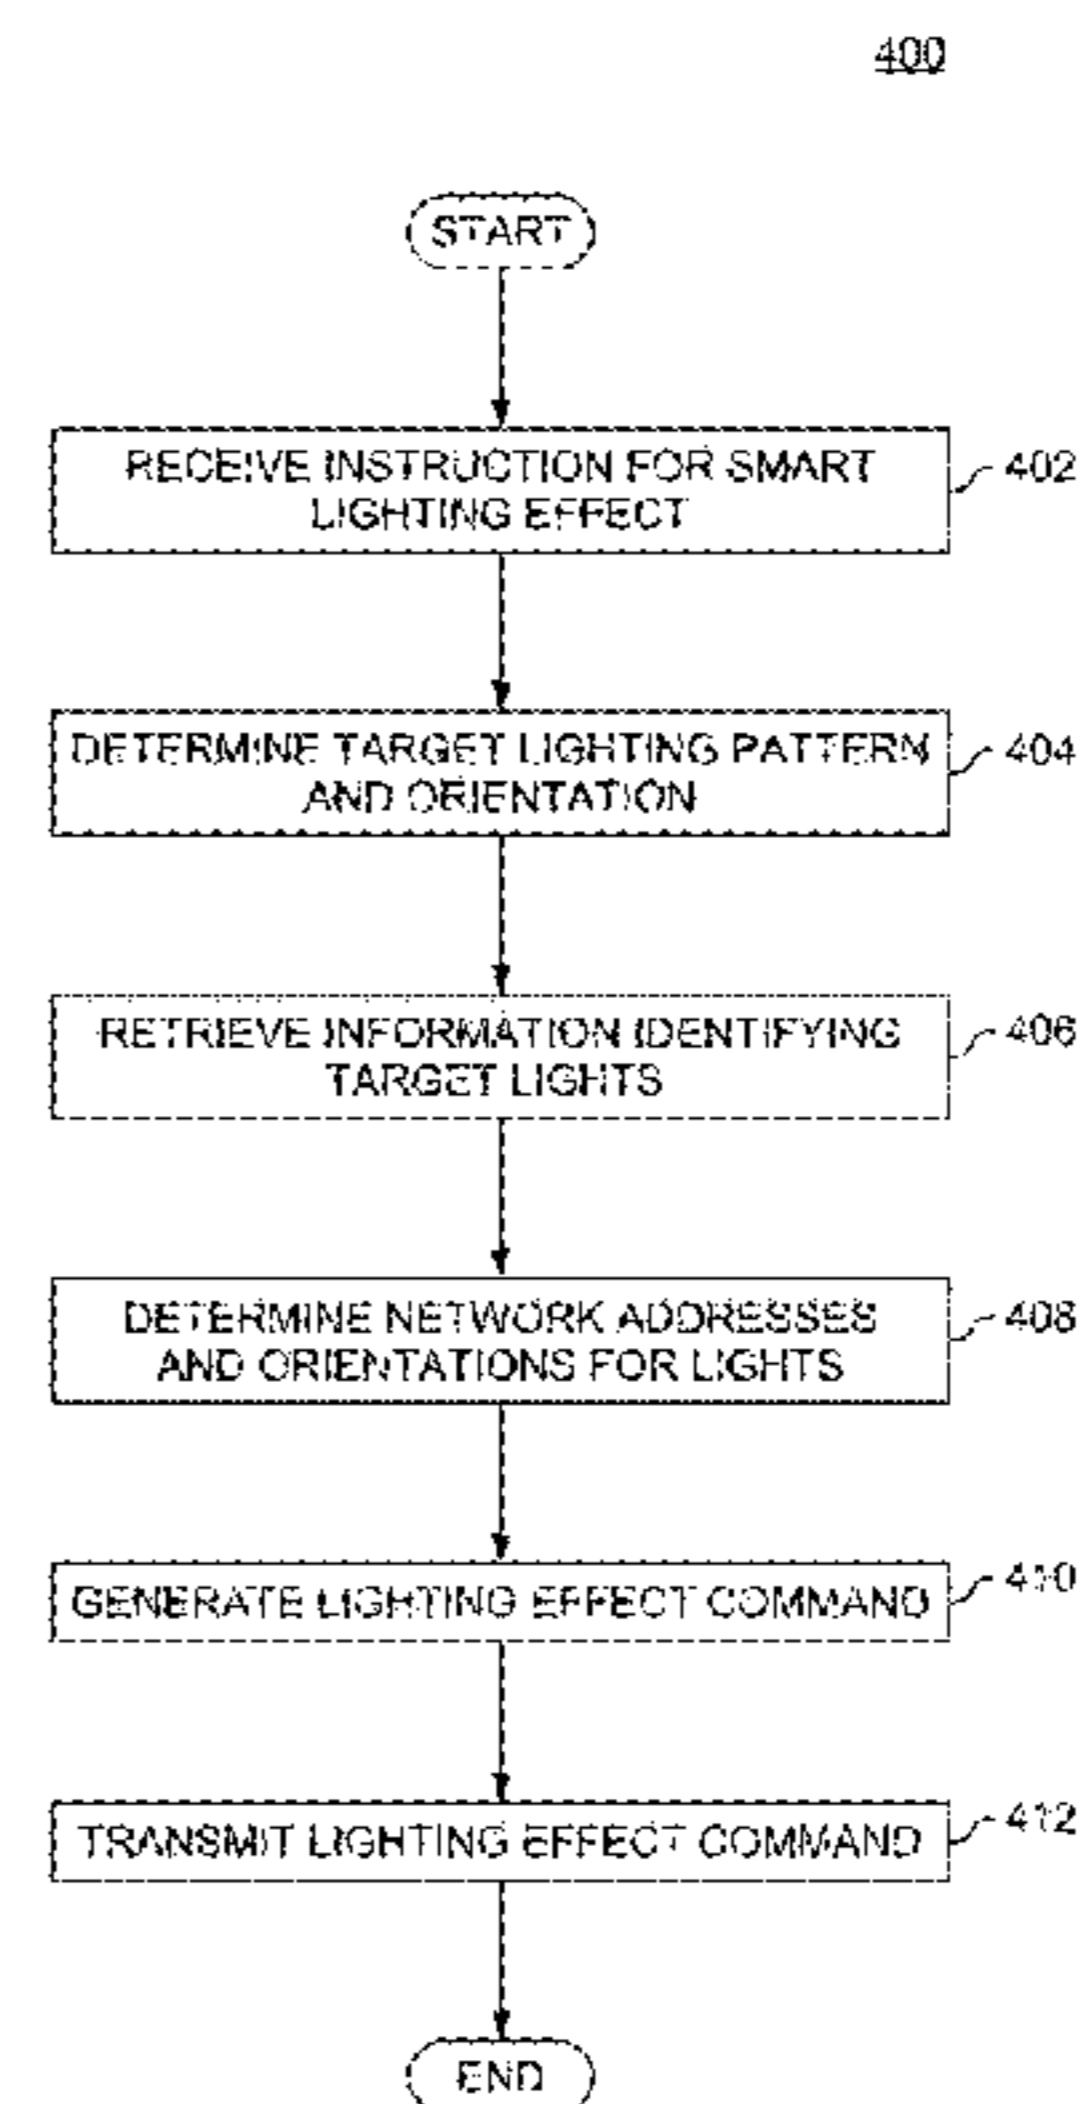 400
START
RECEIVE INSTRUCTION FOR SMART
LIGHTING EFFECT
402
DETERMINE TARGET LIGHTING PATTERN
AND ORIENTATION
404
RETRIEVE INFORMATION IDENTIFYING
TARGET LIGHTS
406
DETERMINE NETWORK ADDRESSES
AND ORIENTATIONS FOR LIGHTS
408
GENERATE LIGHTING EFFECT COMMAND
410
TRANSMIT LIGHTING EFFECT COMMAND
412
END